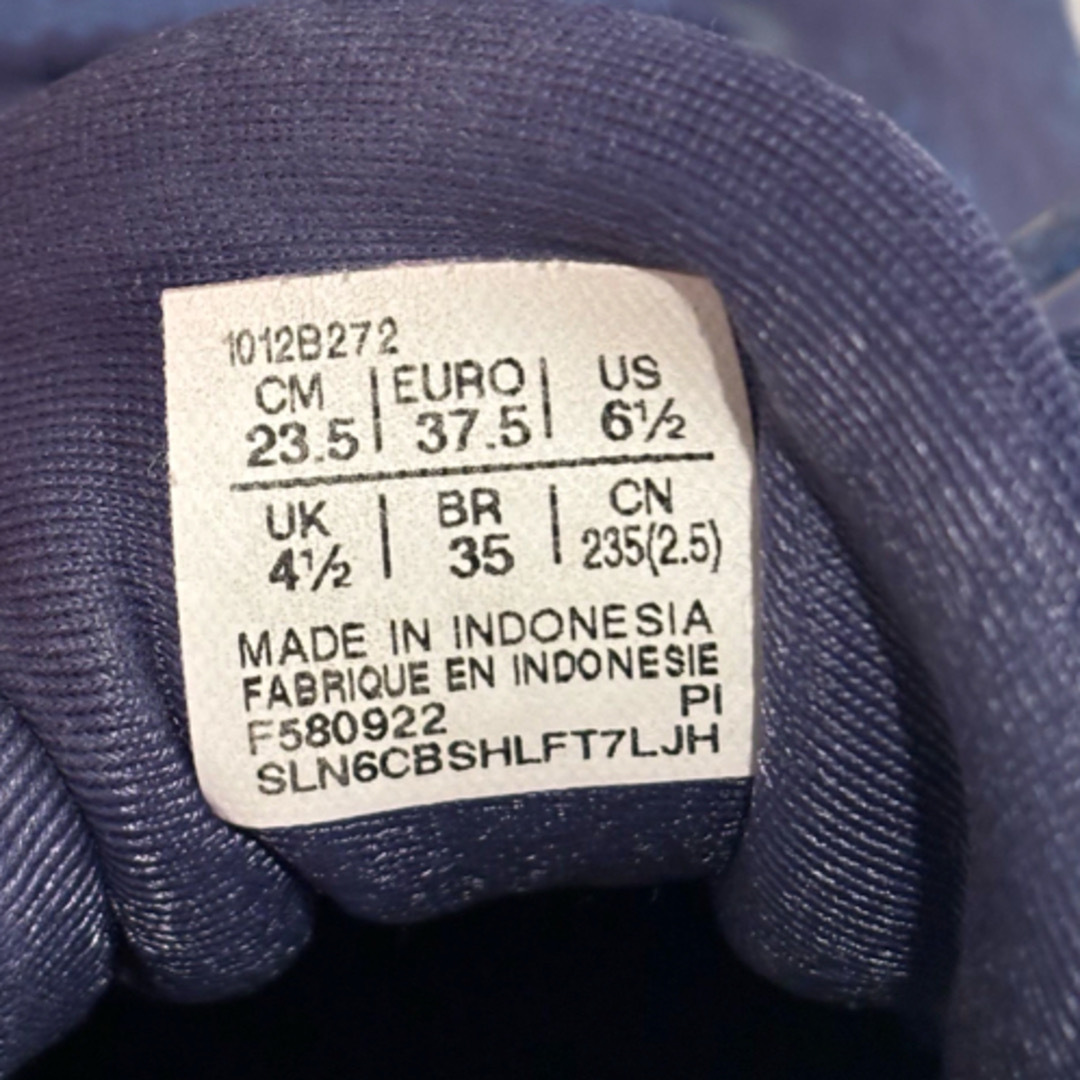 1012B272
CM | EURO | US
23.5 | 37.5 | 6½
UK | BR | CN
4½ | 35 | 235(2.5)
MADE IN INDONESIA
FABRIQUE EN INDONESIE
F580922 PI
SLN6CBSHLFT7LJH